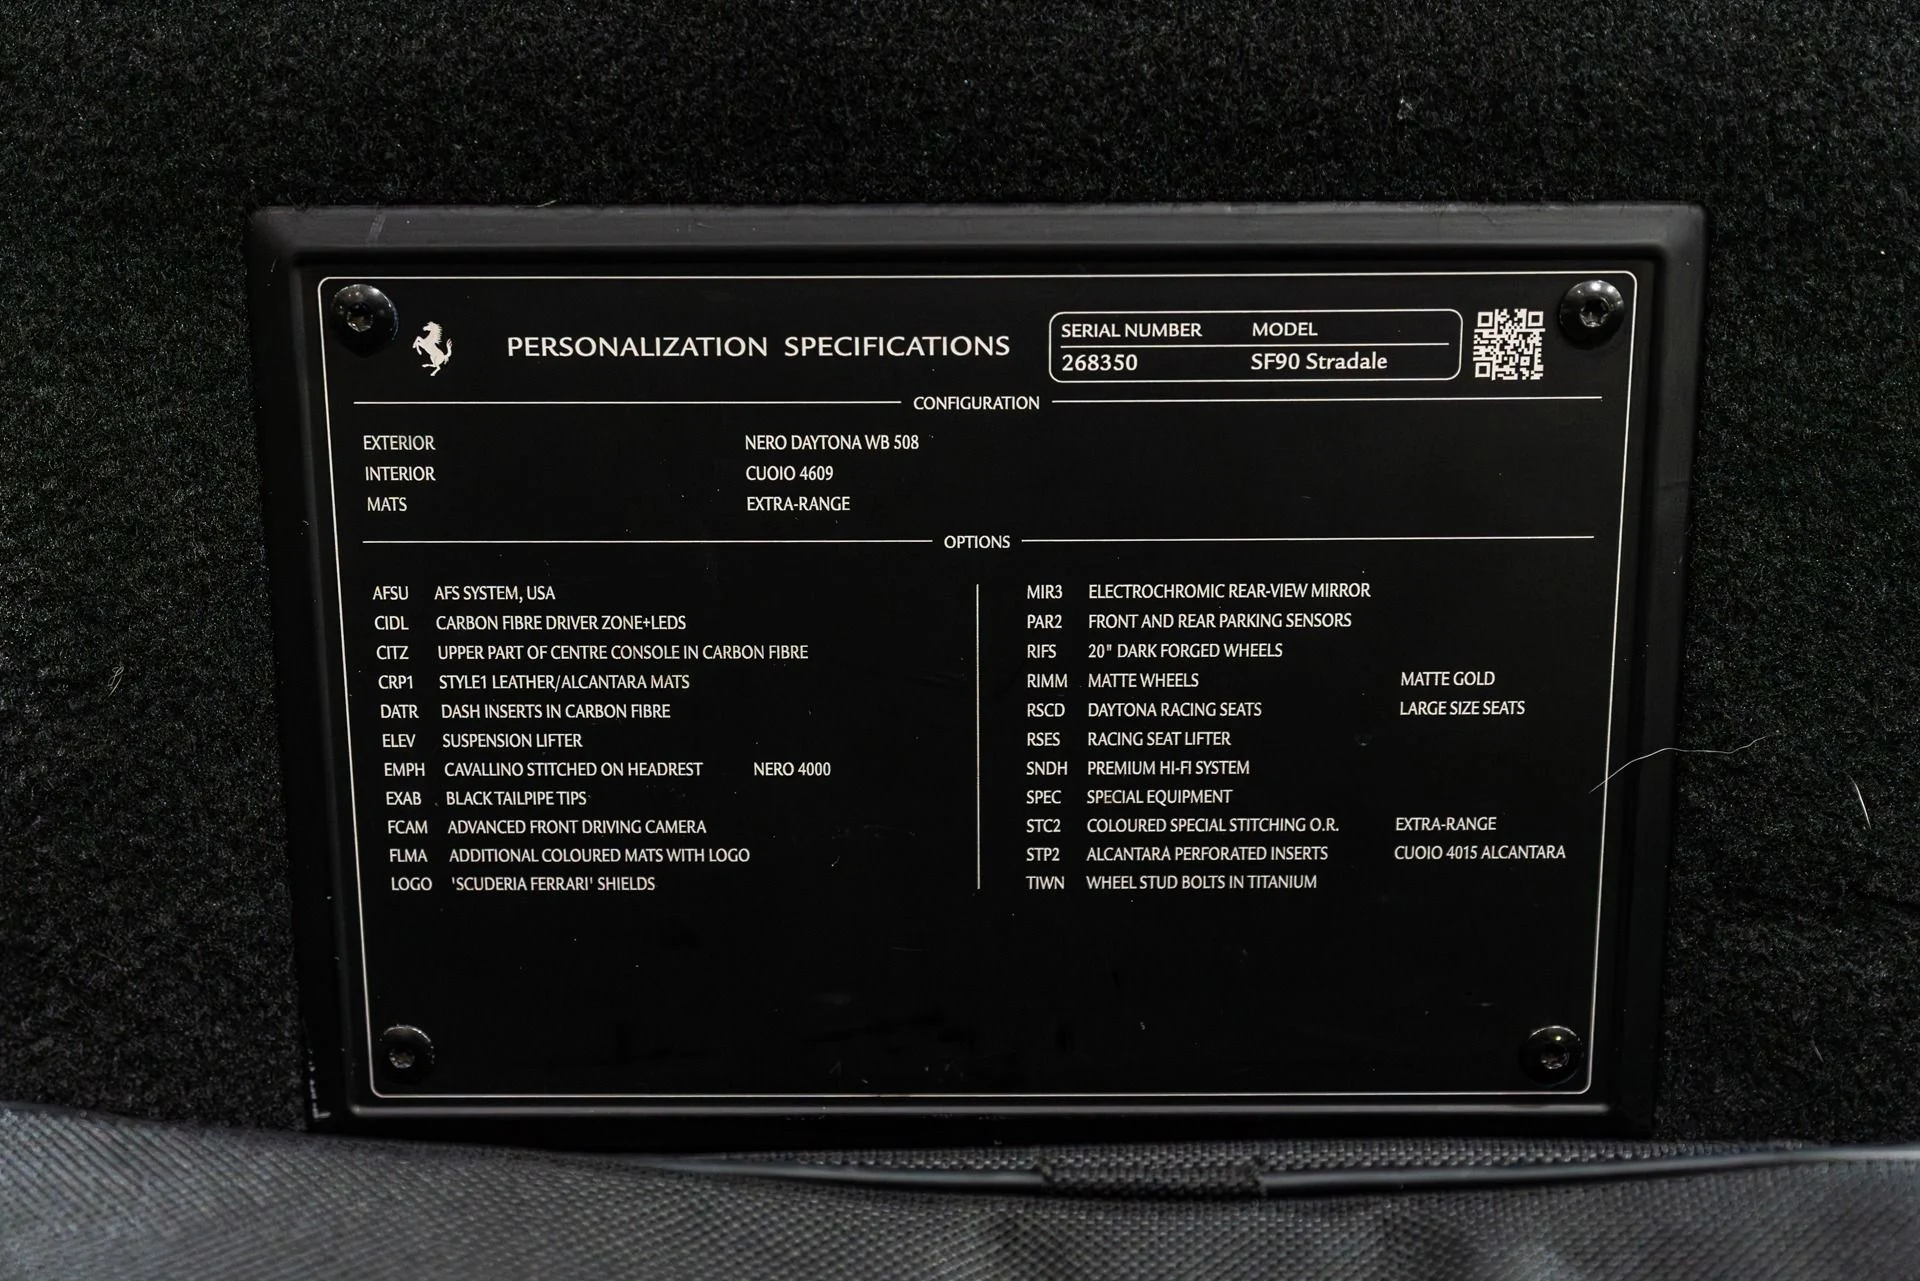 PERSONALIZATION SPECIFICATIONS
SERIAL NUMBER MODEL
268350 SF90 Stradale
CONFIGURATION
EXTERIOR NERO DAYTONA WB 508
INTERIOR CUOIO 4609
MATS EXTRA-RANGE
OPTIONS
AFSU AFS SYSTEM, USA
CIDL CARBON FIBRE DRIVER ZONE+LEDS
CITZ UPPER PART OF CENTRE CONSOLE IN CARBON FIBRE
CRP1 STYLE1 LEATHER/ALCANTARA MATS
DATR DASH INSERTS IN CARBON FIBRE
ELEV SUSPENSION LIFTER
EMPH CAVALLINO STITCHED ON HEADREST NERO 4000
EXAB BLACK TAILPIPE TIPS
FCAM ADVANCED FRONT DRIVING CAMERA
FLMA ADDITIONAL COLOURED MATS WITH LOGO
LOGO 'SCUDERIA FERRARI' SHIELDS
MIR3 ELECTROCHROMIC REAR-VIEW MIRROR
PAR2 FRONT AND REAR PARKING SENSORS
RIFS 20" DARK FORGED WHEELS
RIMM MATTE WHEELS MATTE GOLD
RSCD DAYTONA RACING SEATS LARGE SIZE SEATS
RSES RACING SEAT LIFTER
SNDH PREMIUM HI-FI SYSTEM
SPEC SPECIAL EQUIPMENT
STC2 COLOURED SPECIAL STITCHING O.R. EXTRA-RANGE
STP2 ALCANTARA PERFORATED INSERTS CUOIO 4015 ALCANTARA
TIWN WHEEL STUD BOLTS IN TITANIUM